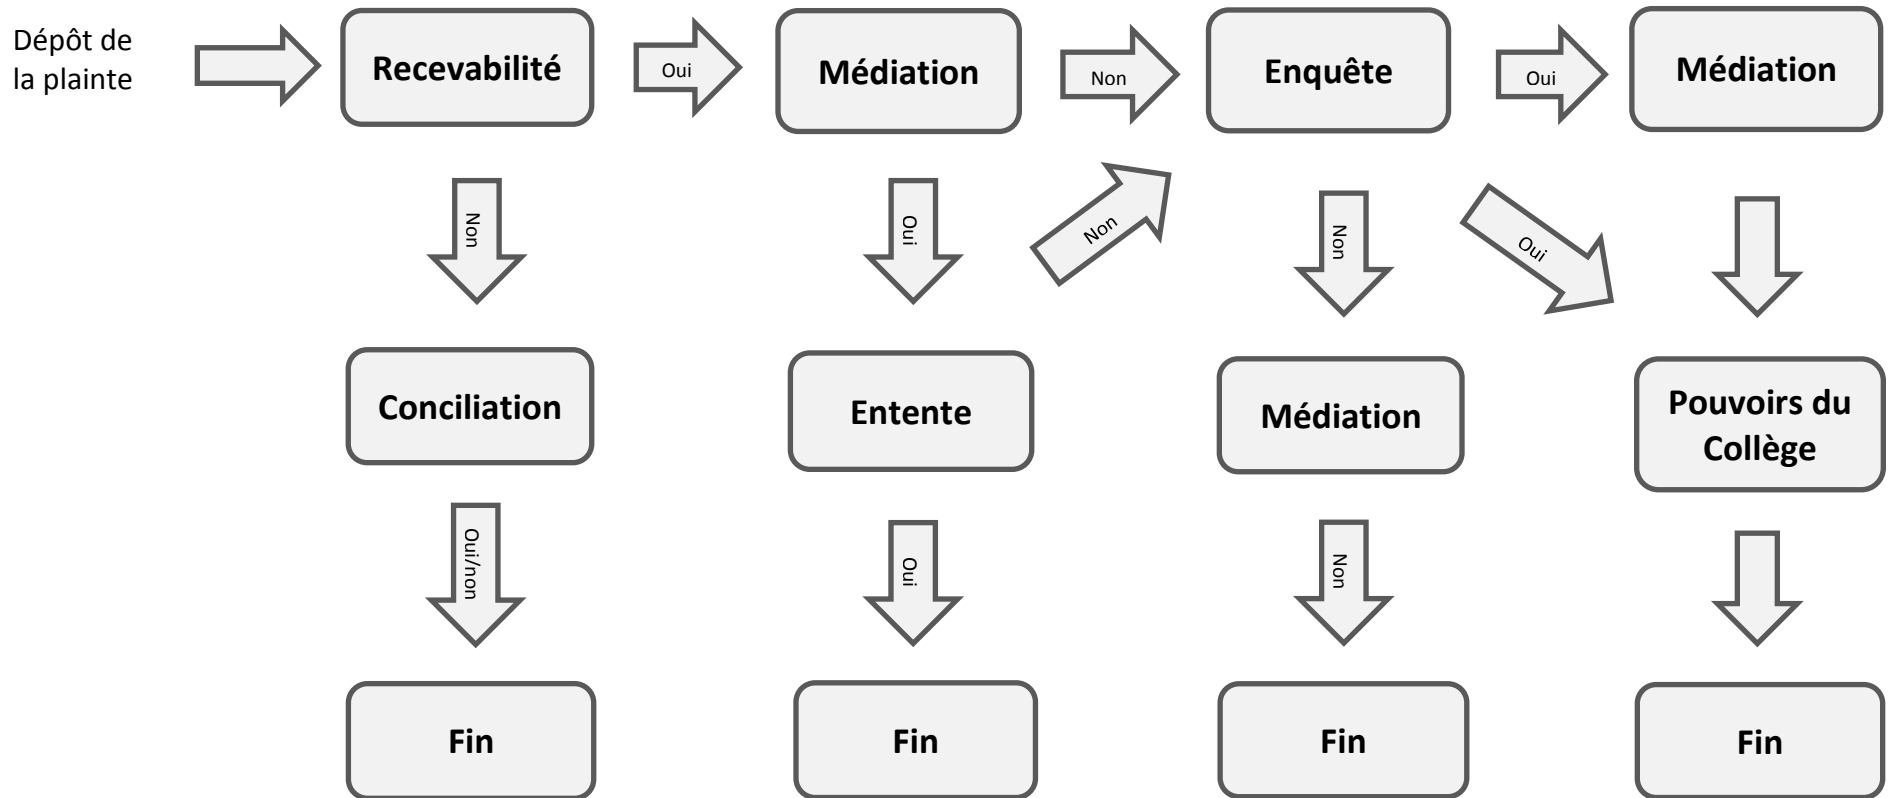 Dépôt de
la plainte
Recevabilité
Oui
Médiation
Non
Enquête
Oui
Médiation
Non
Oui
Non
Non
Oui
Conciliation
Entente
Médiation
Pouvoirs du
Collège
Oui/non
Oui
Non
Fin
Fin
Fin
Fin